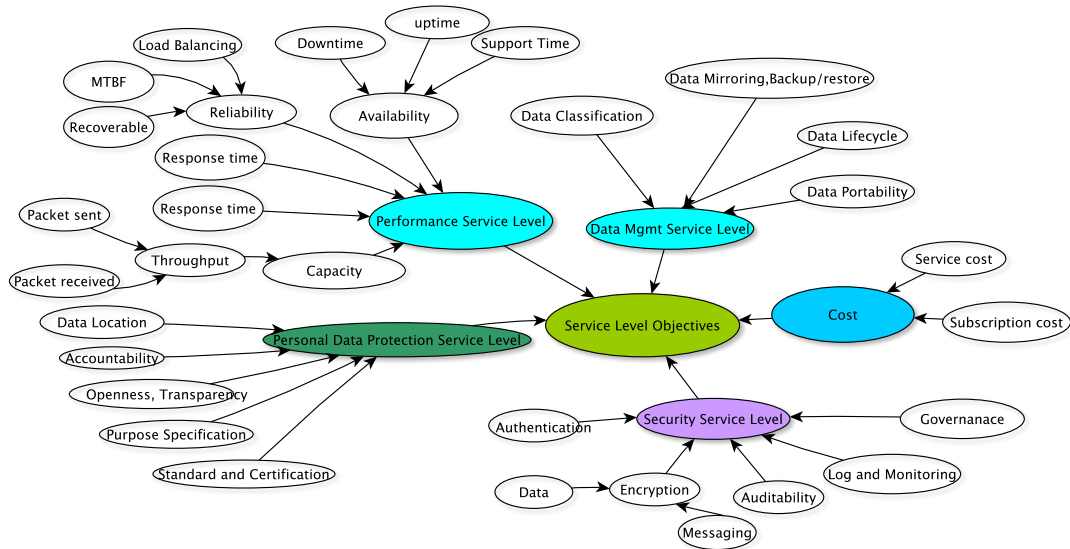 uptime
Load Balancing
Downtime
Support Time
MTBF
Data Mirroring,Backup/restore
Reliability
Availability
Data Classification
Recoverable
Data Lifecycle
Response time
Data Portability
Response time
Packet sent
Performance Service Level
Data Mgmt Service Level
Throughput
Capacity
Service cost
Packet received
Data Location
Service Level Objectives
Cost
Subscription cost
Personal Data Protection Service Level
Accountability
Openness, Transparency
Purpose Specification
Authentication
Security Service Level
Governanace
Standard and Certification
Log and Monitoring
Data
Encryption
Auditability
Messaging